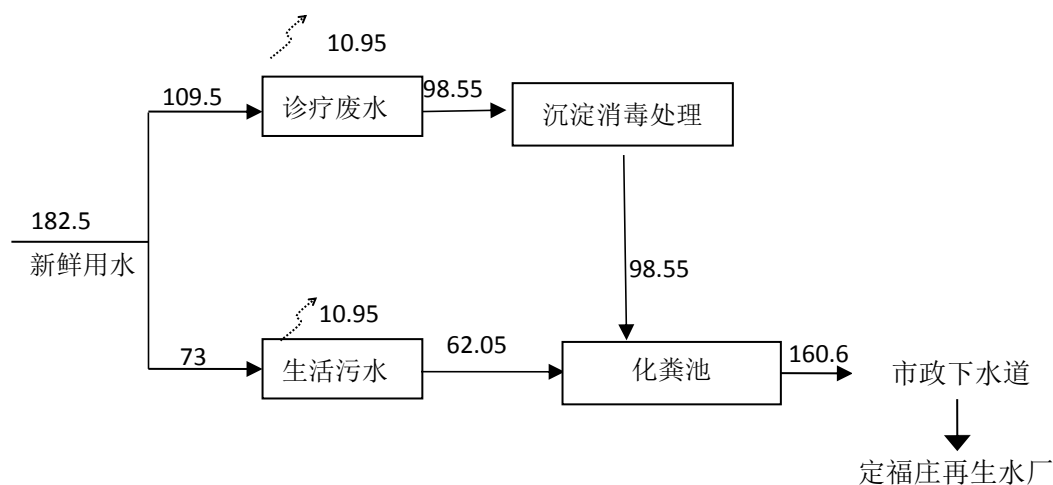 10.95
109.5
诊疗废水
98.55
沉淀消毒处理
182.5
新鲜用水
98.55
10.95
73
生活污水
62.05
化粪池
160.6
市政下水道
定福庄再生水厂